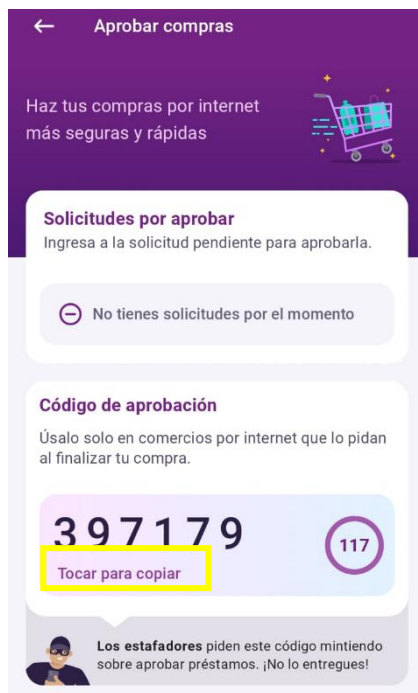 Aprobar compras
Haz tus compras por internet
más seguras y rápidas
Solicitudes por aprobar
Ingresa a la solicitud pendiente para aprobarla.
No tienes solicitudes por el momento
Código de aprobación
Úsalo solo en comercios por internet que lo pidan
al finalizar tu compra.
397179
117
Tocar para copiar
Los estafadores piden este código mintiendo
sobre aprobar préstamos. ¡No lo entregues!